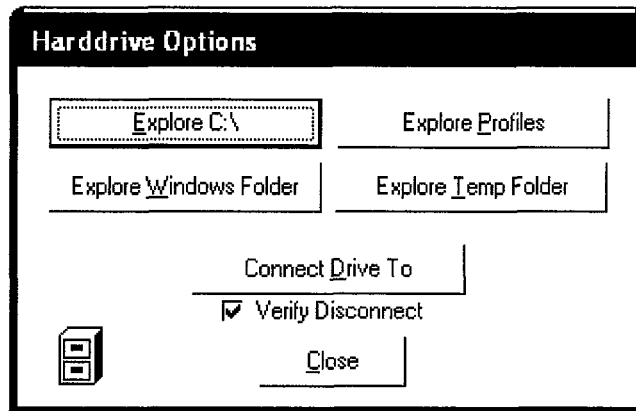 Harddrive Options
Explore C:\ Explore Profiles
Explore Windows Folder Explore Temp Folder
Connect Drive To
Verify Disconnect
Close